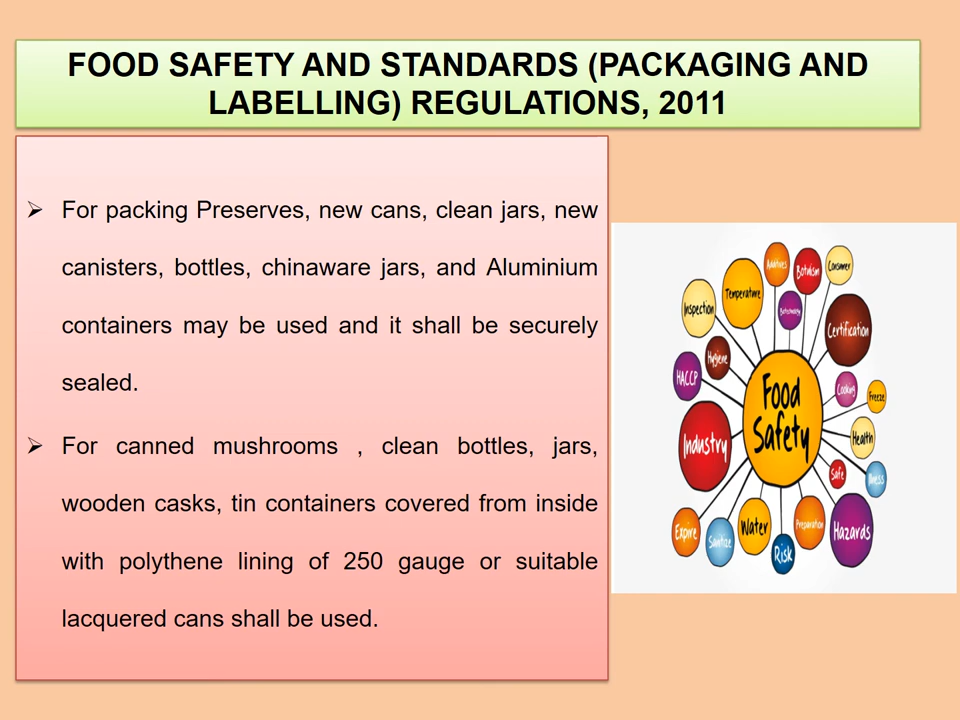 FOOD SAFETY AND STANDARDS (PACKAGING AND
LABELLING) REGULATIONS, 2011
➢ For packing Preserves, new cans, clean jars, new
canisters, bottles, chinaware jars, and Aluminium
containers may be used and it shall be securely
sealed.
➢ For canned mushrooms , clean bottles, jars,
wooden casks, tin containers covered from inside
with polythene lining of 250 gauge or suitable
lacquered cans shall be used.
Additives
Botulism
Consumer
Temperature
Inspection
Certification
Hygiene
HACCP
Cooking
Freeze
Food
Safety
Industry
Health
Safe
Expire
Sanitize
Water
Risk
Preparation
Hazards